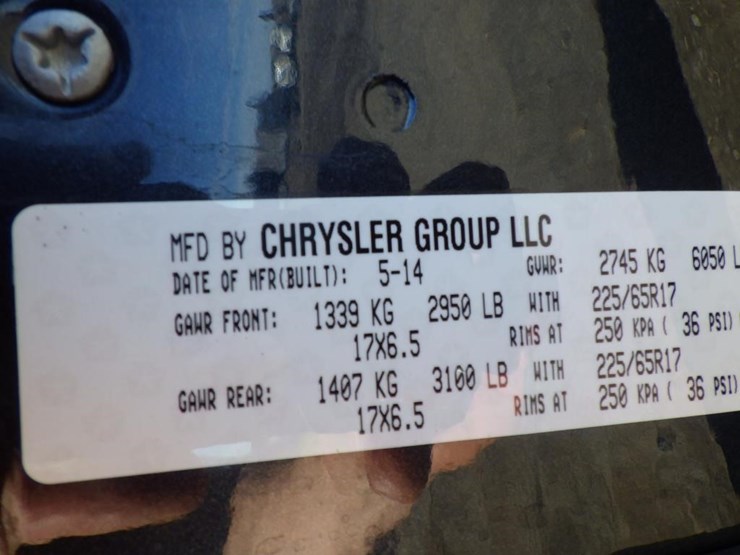 MFD BY CHRYSLER GROUP LLC
DATE OF MFR(BUILT): 5-14 GVWR: 2745 KG 6050 L
GAWR FRONT: 1339 KG 2950 LB WITH 225/65R17
17X6.5 RIMS AT 250 KPA ( 36 PSI)
GAWR REAR: 1407 KG 3100 LB WITH 225/65R17
17X6.5 RIMS AT 250 KPA ( 36 PSI)